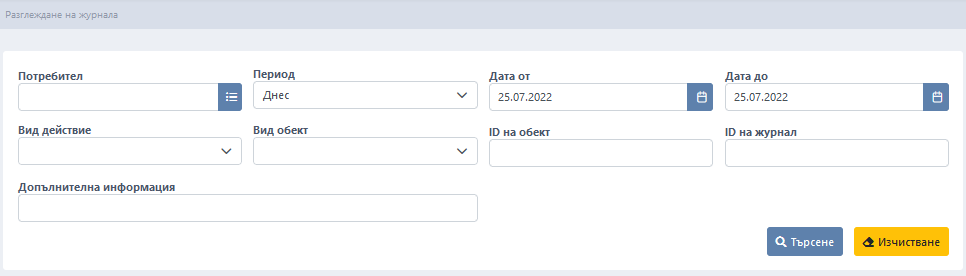 Разглеждане на журнала
Потребител
Период
Дата от
Дата до
Днес
25.07.2022
25.07.2022
Вид действие
Вид обект
ID на обект
ID на журнал
Допълнителна информация
Търсене
Изчистване